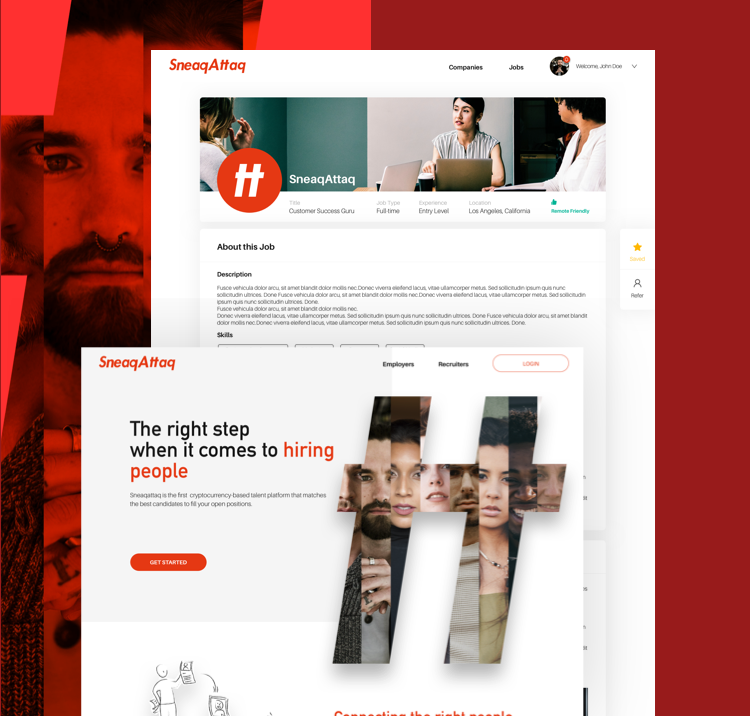 SneaqAttaq
Companies
Jobs
Welcome, John Doe
SneaqAttaq
Title
Job Type
Experience
Location
Customer Success Guru
Full-time
Entry Level
Los Angeles, California
Remote Friendly
About this Job
Saved
Refer
Description
Fusce vehicula dolor arcu, sit amet blandit dolor mollis nec.Donec viverra eleifend lacus, vitae ullamcorper metus. Sed sollicitudin ipsum quis nunc
sollicitudin ultrices. Done Fusce vehicula dolor arcu, sit amet blandit dolor mollis nec.Donec viverra eleifend lacus, vitae ullamcorper metus. Sed sollicitudin
ipsum quis nunc sollicitudin ultrices. Done.
Fusce vehicula dolor arcu, sit amet blandit dolor mollis nec.
Donec viverra eleifend lacus, vitae ullamcorper metus. Sed sollicitudin ipsum quis nunc sollicitudin ultrices. Done Fusce vehicula dolor arcu, sit amet blandit
dolor mollis nec.Donec viverra eleifend lacus, vitae ullamcorper metus. Sed sollicitudin ipsum quis nunc sollicitudin ultrices. Done.
Skills
SneaqAttaq
Employers
Recruiters
LOGIN
The right step
when it comes to hiring
people
Sneaqattaq is the first cryptocurrency-based talent platform that matches
the best candidates to fill your open positions.
GET STARTED
Connecting the right people